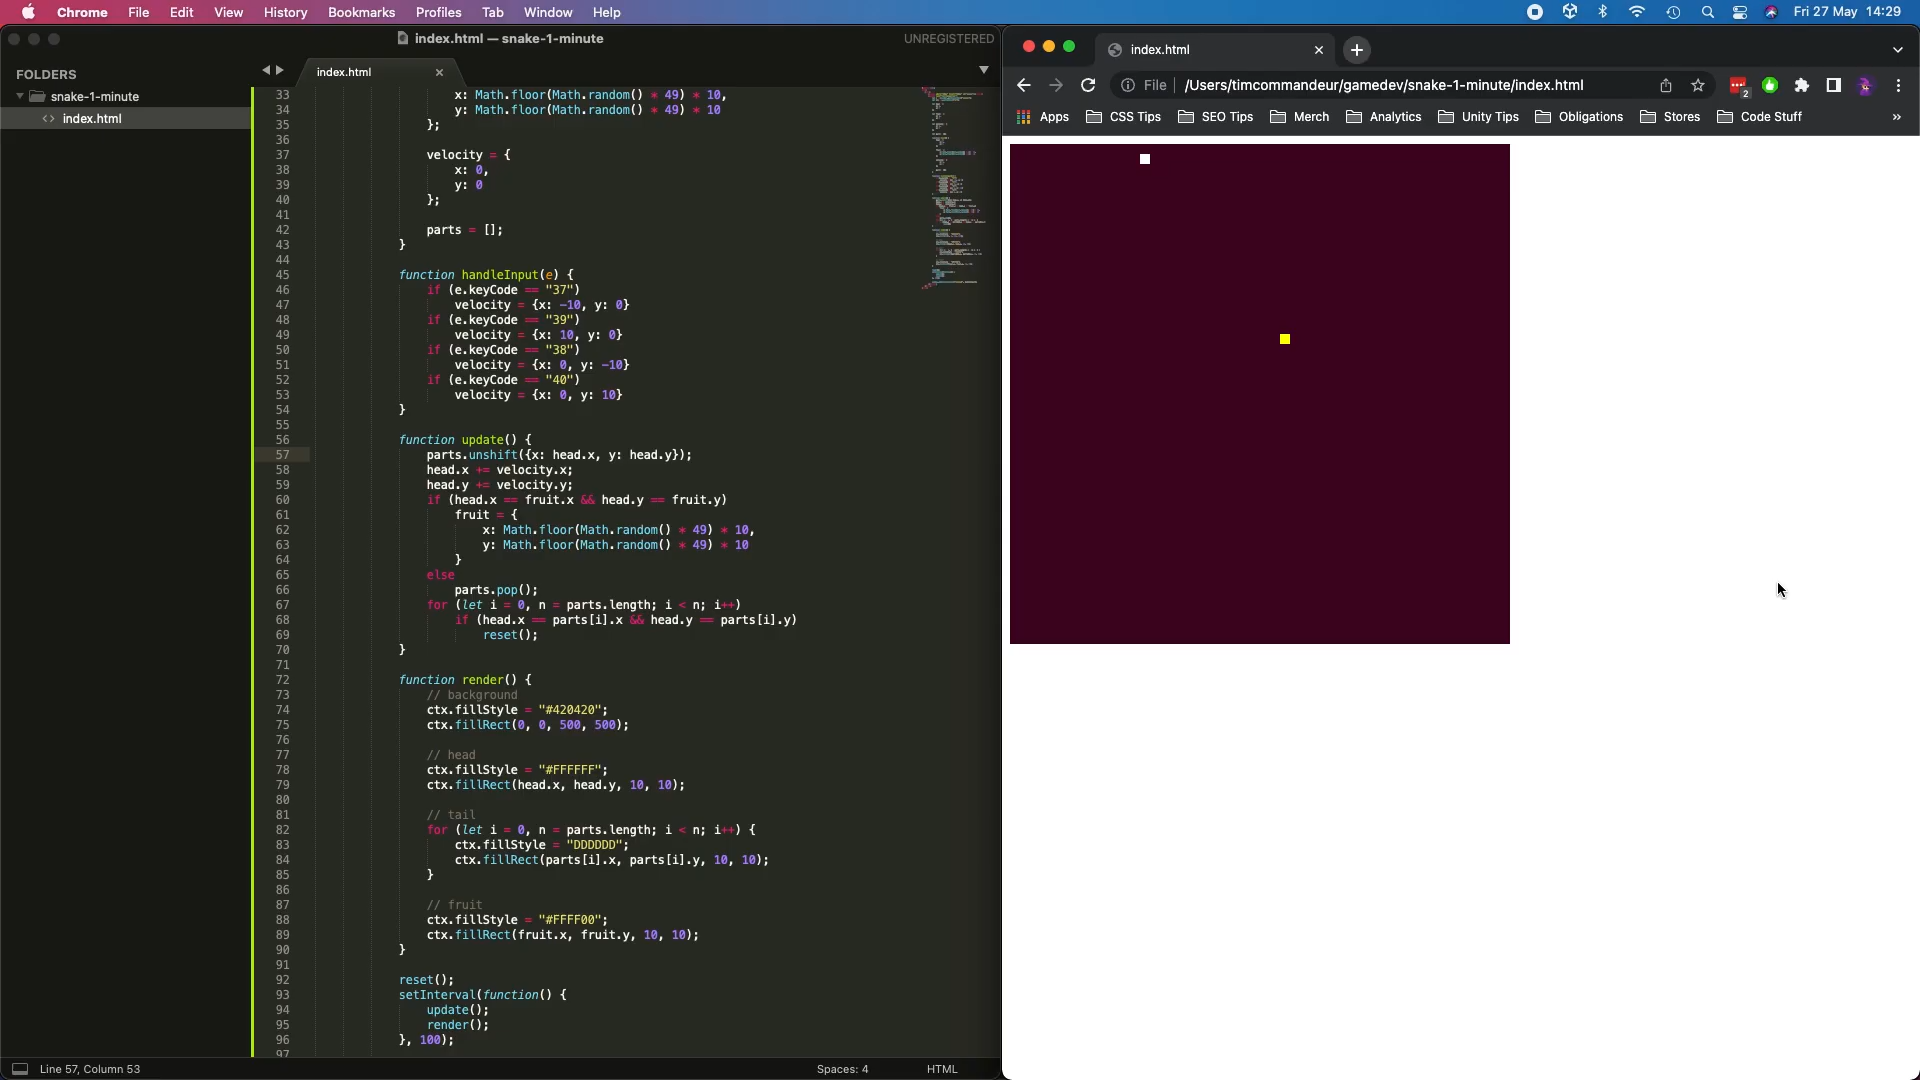 Chrome File Edit View History Bookmarks Profiles Tab Window Help Fri 27 May 14:29
index.html — snake-1-minute UNREGISTERED
FOLDERS
snake-1-minute
<> index.html
index.html
33 x: Math.floor(Math.random() * 49) * 10,
34 y: Math.floor(Math.random() * 49) * 10
35 };
36
37 velocity = {
38 x: 0,
39 y: 0
40 };
41
42 parts = [];
43 }
44
45 function handleInput(e) {
46 if (e.keyCode == "37")
47 velocity = {x: -10, y: 0}
48 if (e.keyCode == "39")
49 velocity = {x: 10, y: 0}
50 if (e.keyCode == "38")
51 velocity = {x: 0, y: -10}
52 if (e.keyCode == "40")
53 velocity = {x: 0, y: 10}
54 }
55
56 function update() {
57 parts.unshift({x: head.x, y: head.y});
58 head.x += velocity.x;
59 head.y += velocity.y;
60 if (head.x == fruit.x && head.y == fruit.y)
61 fruit = {
62 x: Math.floor(Math.random() * 49) * 10,
63 y: Math.floor(Math.random() * 49) * 10
64 }
65 else
66 parts.pop();
67 for (let i = 0, n = parts.length; i < n; i++)
68 if (head.x == parts[i].x && head.y == parts[i].y)
69 reset();
70 }
71
72 function render() {
73 // background
74 ctx.fillStyle = "#420420";
75 ctx.fillRect(0, 0, 500, 500);
76
77 // head
78 ctx.fillStyle = "#FFFFFF";
79 ctx.fillRect(head.x, head.y, 10, 10);
80
81 // tail
82 for (let i = 0, n = parts.length; i < n; i++) {
83 ctx.fillStyle = "DDDDDD";
84 ctx.fillRect(parts[i].x, parts[i].y, 10, 10);
85 }
86
87 // fruit
88 ctx.fillStyle = "#FFFF00";
89 ctx.fillRect(fruit.x, fruit.y, 10, 10);
90 }
91
92 reset();
93 setInterval(function() {
94 update();
95 render();
96 }, 100);
97
Line 57, Column 53 Spaces: 4 HTML
index.html
File | /Users/timcommandeur/gamedev/snake-1-minute/index.html 2
Apps CSS Tips SEO Tips Merch Analytics Unity Tips Obligations Stores Code Stuff »